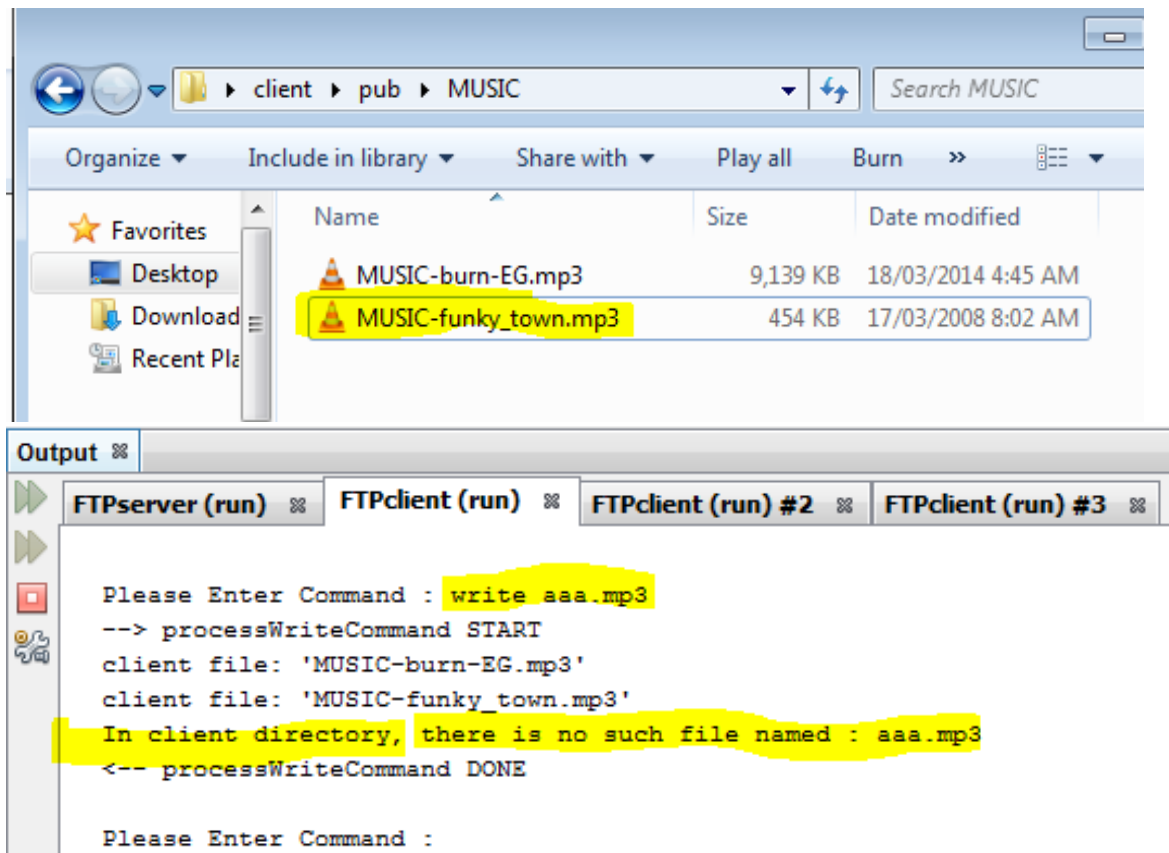 client ▸ pub ▸ MUSIC Search MUSIC
Organize Include in library Share with Play all Burn »
Favorites
Desktop
Download
Recent Pla
Name Size Date modified
MUSIC-burn-EG.mp3 9,139 KB 18/03/2014 4:45 AM
MUSIC-funky_town.mp3 454 KB 17/03/2008 8:02 AM
Output
FTPserver (run) FTPclient (run) FTPclient (run) #2 FTPclient (run) #3
Please Enter Command : write aaa.mp3
--> processWriteCommand START
client file: 'MUSIC-burn-EG.mp3'
client file: 'MUSIC-funky_town.mp3'
In client directory, there is no such file named : aaa.mp3
<-- processWriteCommand DONE
Please Enter Command :